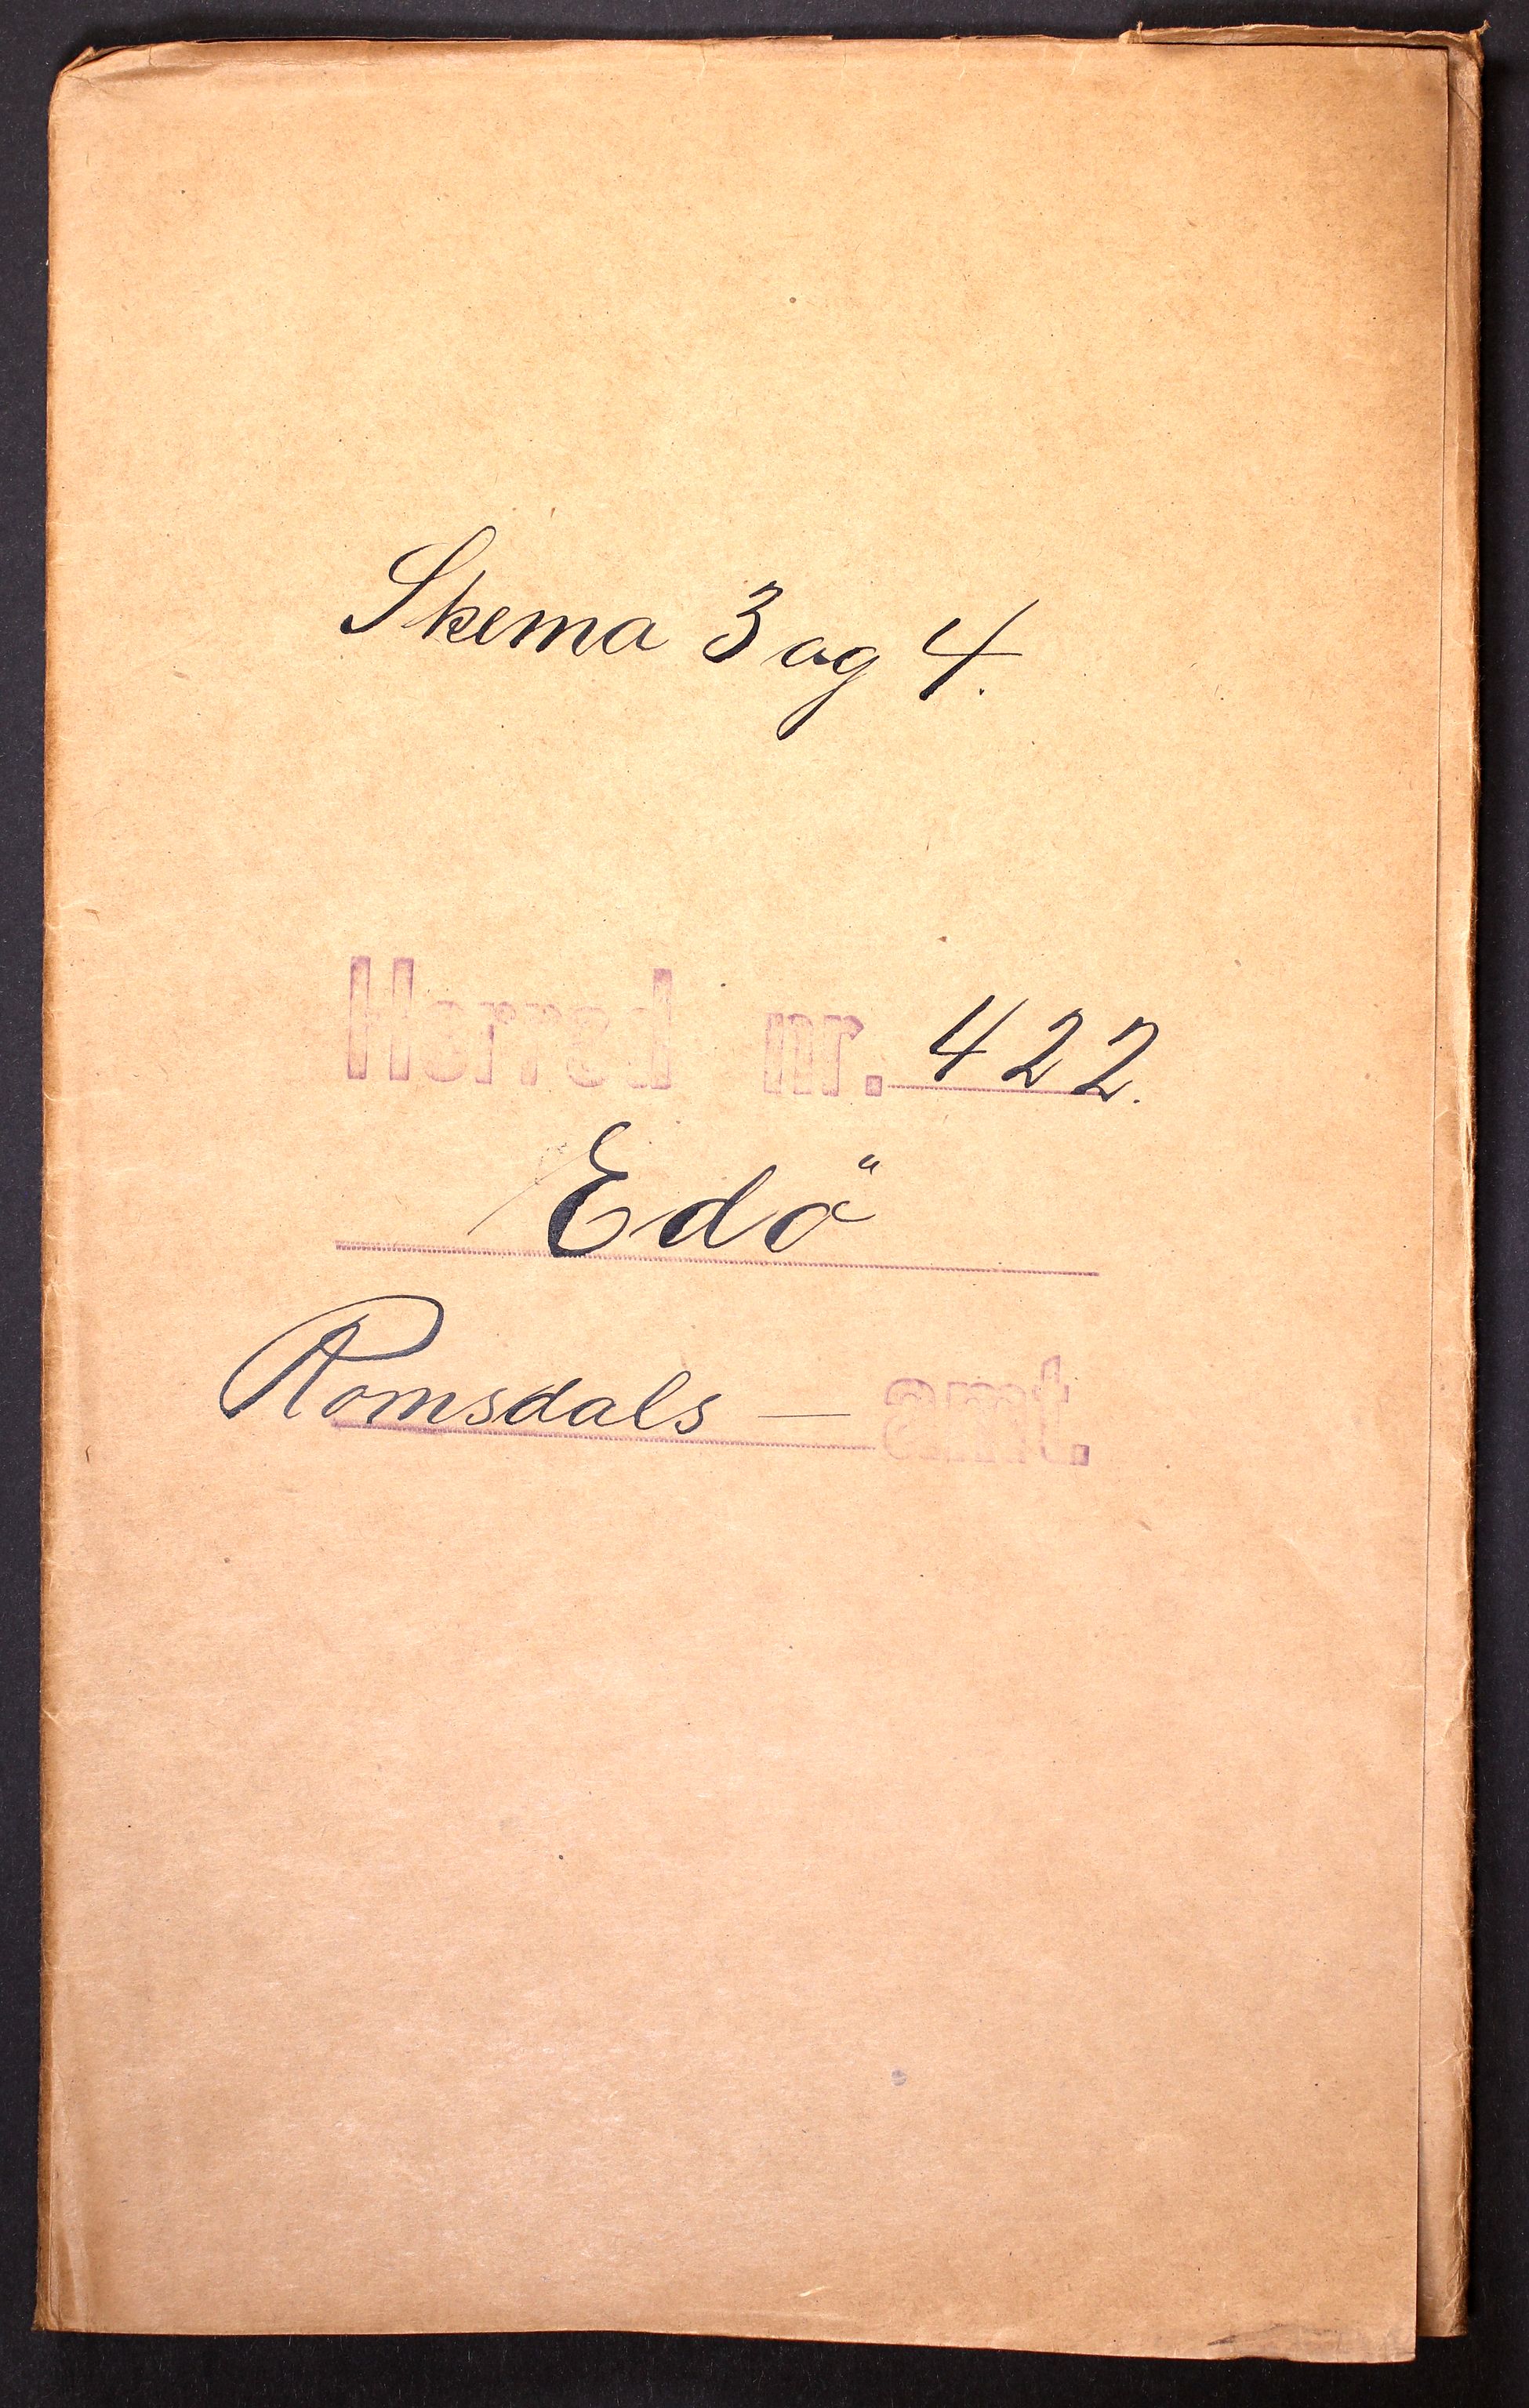 Skema 3 og 4.
Herred nr. 422.
Edö
Romsdals — amt.